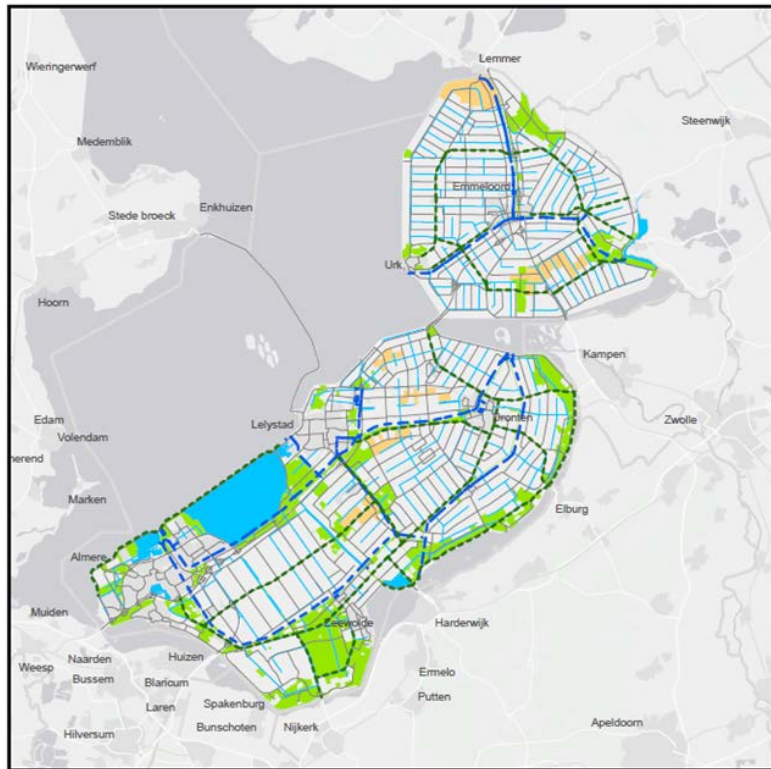 Lemmer
Wieringerwerf
Steenwijk
Medemblik
Emmeloord
Enkhuizen
Stede broeck
Urk
Hoorn
Kampen
Edam
Lelystad
Dronten
Zwolle
Volendam
nerend
Marken
Elburg
Almere
Muiden
Zeewolde
Harderwijk
Naarden
Huizen
Weesp
Bussem
Blaricum
Ermelo
Laren
Spakenburg
Putten
Bunschoten
Nijkerk
Apeldoorn
Hilversum